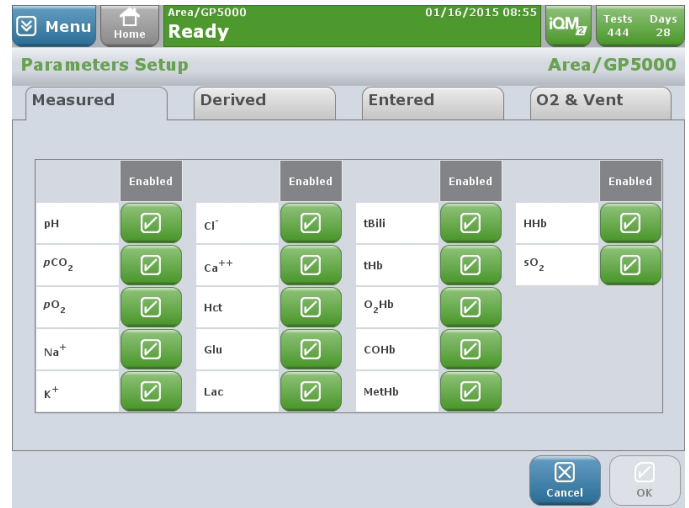 Menu
Home
Area/GP5000 01/16/2015 08:55
Ready
iQM2
Tests Days
444 28
Parameters Setup Area/GP5000
Measured Derived Entered O2 & Vent
Enabled Enabled Enabled Enabled
pH Cl⁻ tBili HHb
pCO₂ Ca⁺⁺ tHb sO₂
pO₂ Hct O₂Hb
Na⁺ Glu COHb
K⁺ Lac MetHb
Cancel OK